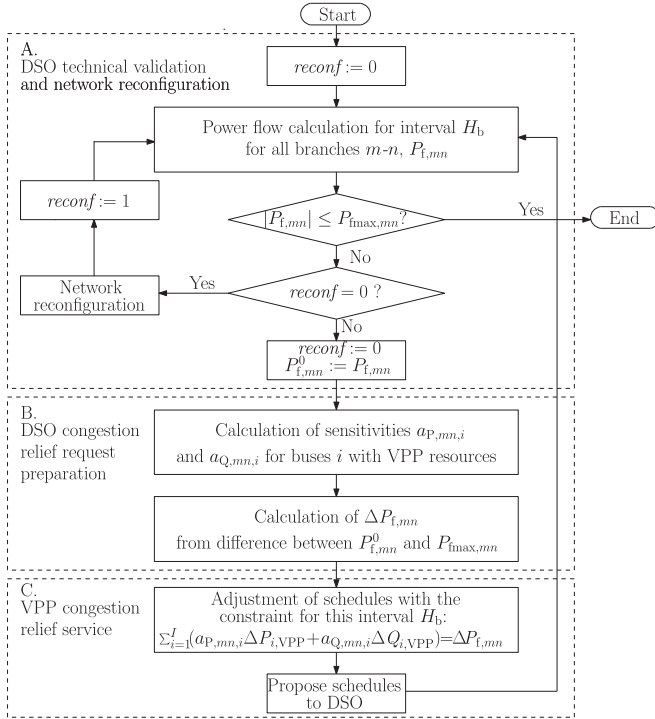 Start
A.
DSO technical validation
and network reconfiguration
reconf := 0
Power flow calculation for interval H_b
for all branches m-n, P_f,mn
reconf := 1
|P_f,mn| ≤ P_fmax,mn?
Yes
End
No
Network
reconfiguration
Yes
reconf = 0 ?
No
reconf := 0
P^0_f,mn := P_f,mn
B.
DSO congestion
relief request
preparation
Calculation of sensitivities a_P,mn,i
and a_Q,mn,i for buses i with VPP resources
Calculation of ΔP_f,mn
from difference between P^0_f,mn and P_fmax,mn
C.
VPP congestion
relief service
Adjustment of schedules with the
constraint for this interval H_b:
Σ^I_i=1(a_P,mn,iΔP_i,VPP+a_Q,mn,iΔQ_i,VPP)=ΔP_f,mn
Propose schedules
to DSO